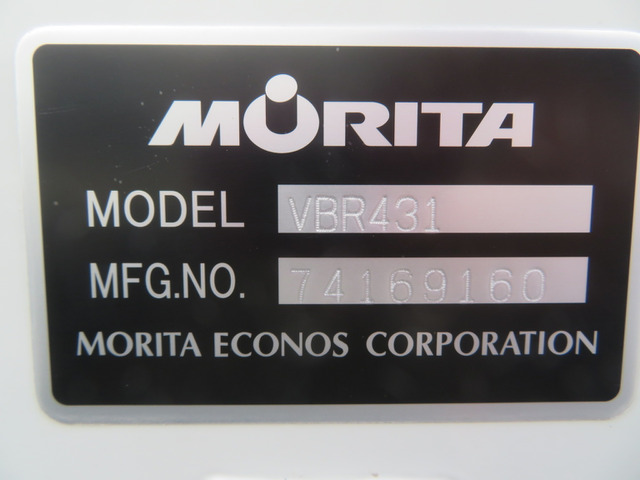 MORITA
MODEL VBR431
MFG.NO. 74169160
MORITA ECONOS CORPORATION